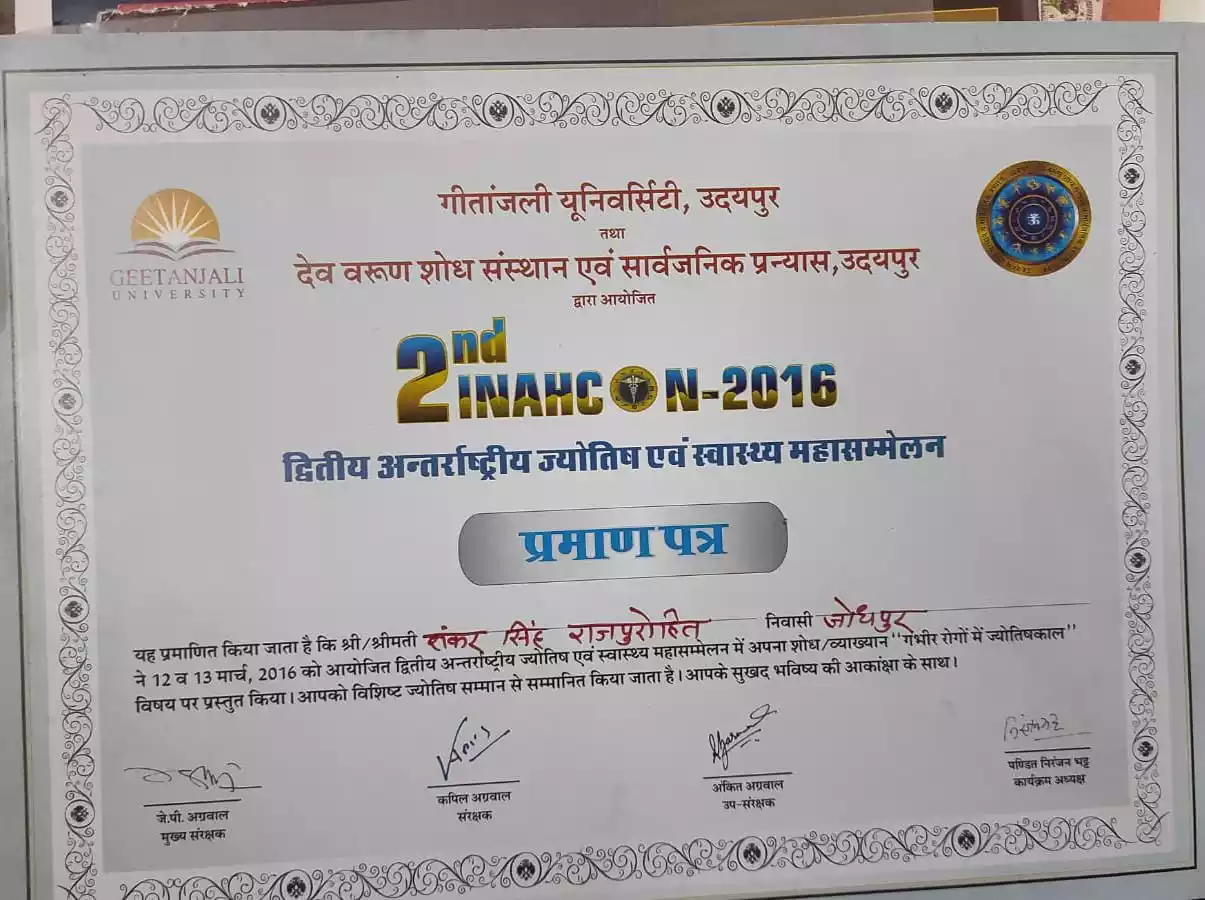 गीतांजली यूनिवर्सिटी, उदयपुर
तथा
देव वरूण शोध संस्थान एवं सार्वजनिक प्रन्यास,उदयपुर
द्वारा आयोजित
GEETANJALI
UNIVERSITY
ॐ
2nd INAHCON-2016
द्वितीय अन्तर्राष्ट्रीय ज्योतिष एवं स्वास्थ्य महासम्मेलन
प्रमाण पत्र
यह प्रमाणित किया जाता है कि श्री/श्रीमती शंकर सिंह राजपुरोहित निवासी जोधपुर
ने 12 व 13 मार्च, 2016 को आयोजित द्वितीय अन्तर्राष्ट्रीय ज्योतिष एवं स्वास्थ्य महासम्मेलन में अपना शोध/व्याख्यान "गंभीर रोगों में ज्योतिषकाल"
विषय पर प्रस्तुत किया। आपको विशिष्ट ज्योतिष सम्मान से सम्मानित किया जाता है। आपके सुखद भविष्य की आकांक्षा के साथ।
जे.पी. अग्रवाल
मुख्य संरक्षक
कपिल अग्रवाल
संरक्षक
अंकित अग्रवाल
उप-संरक्षक
पण्डित निरंजन भट्ट
कार्यक्रम अध्यक्ष